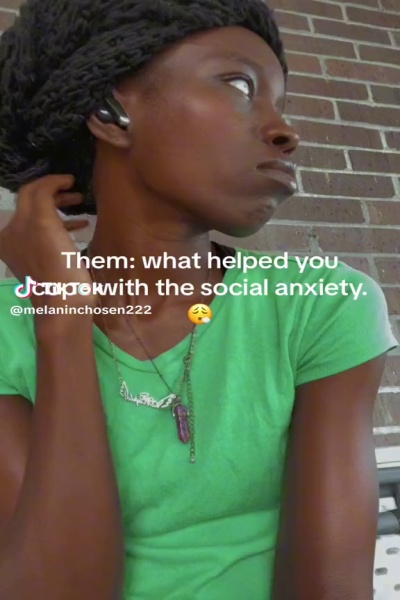 Them: what helped you
cope with the social anxiety.
😮‍💨
TikTok
@melaninchosen222